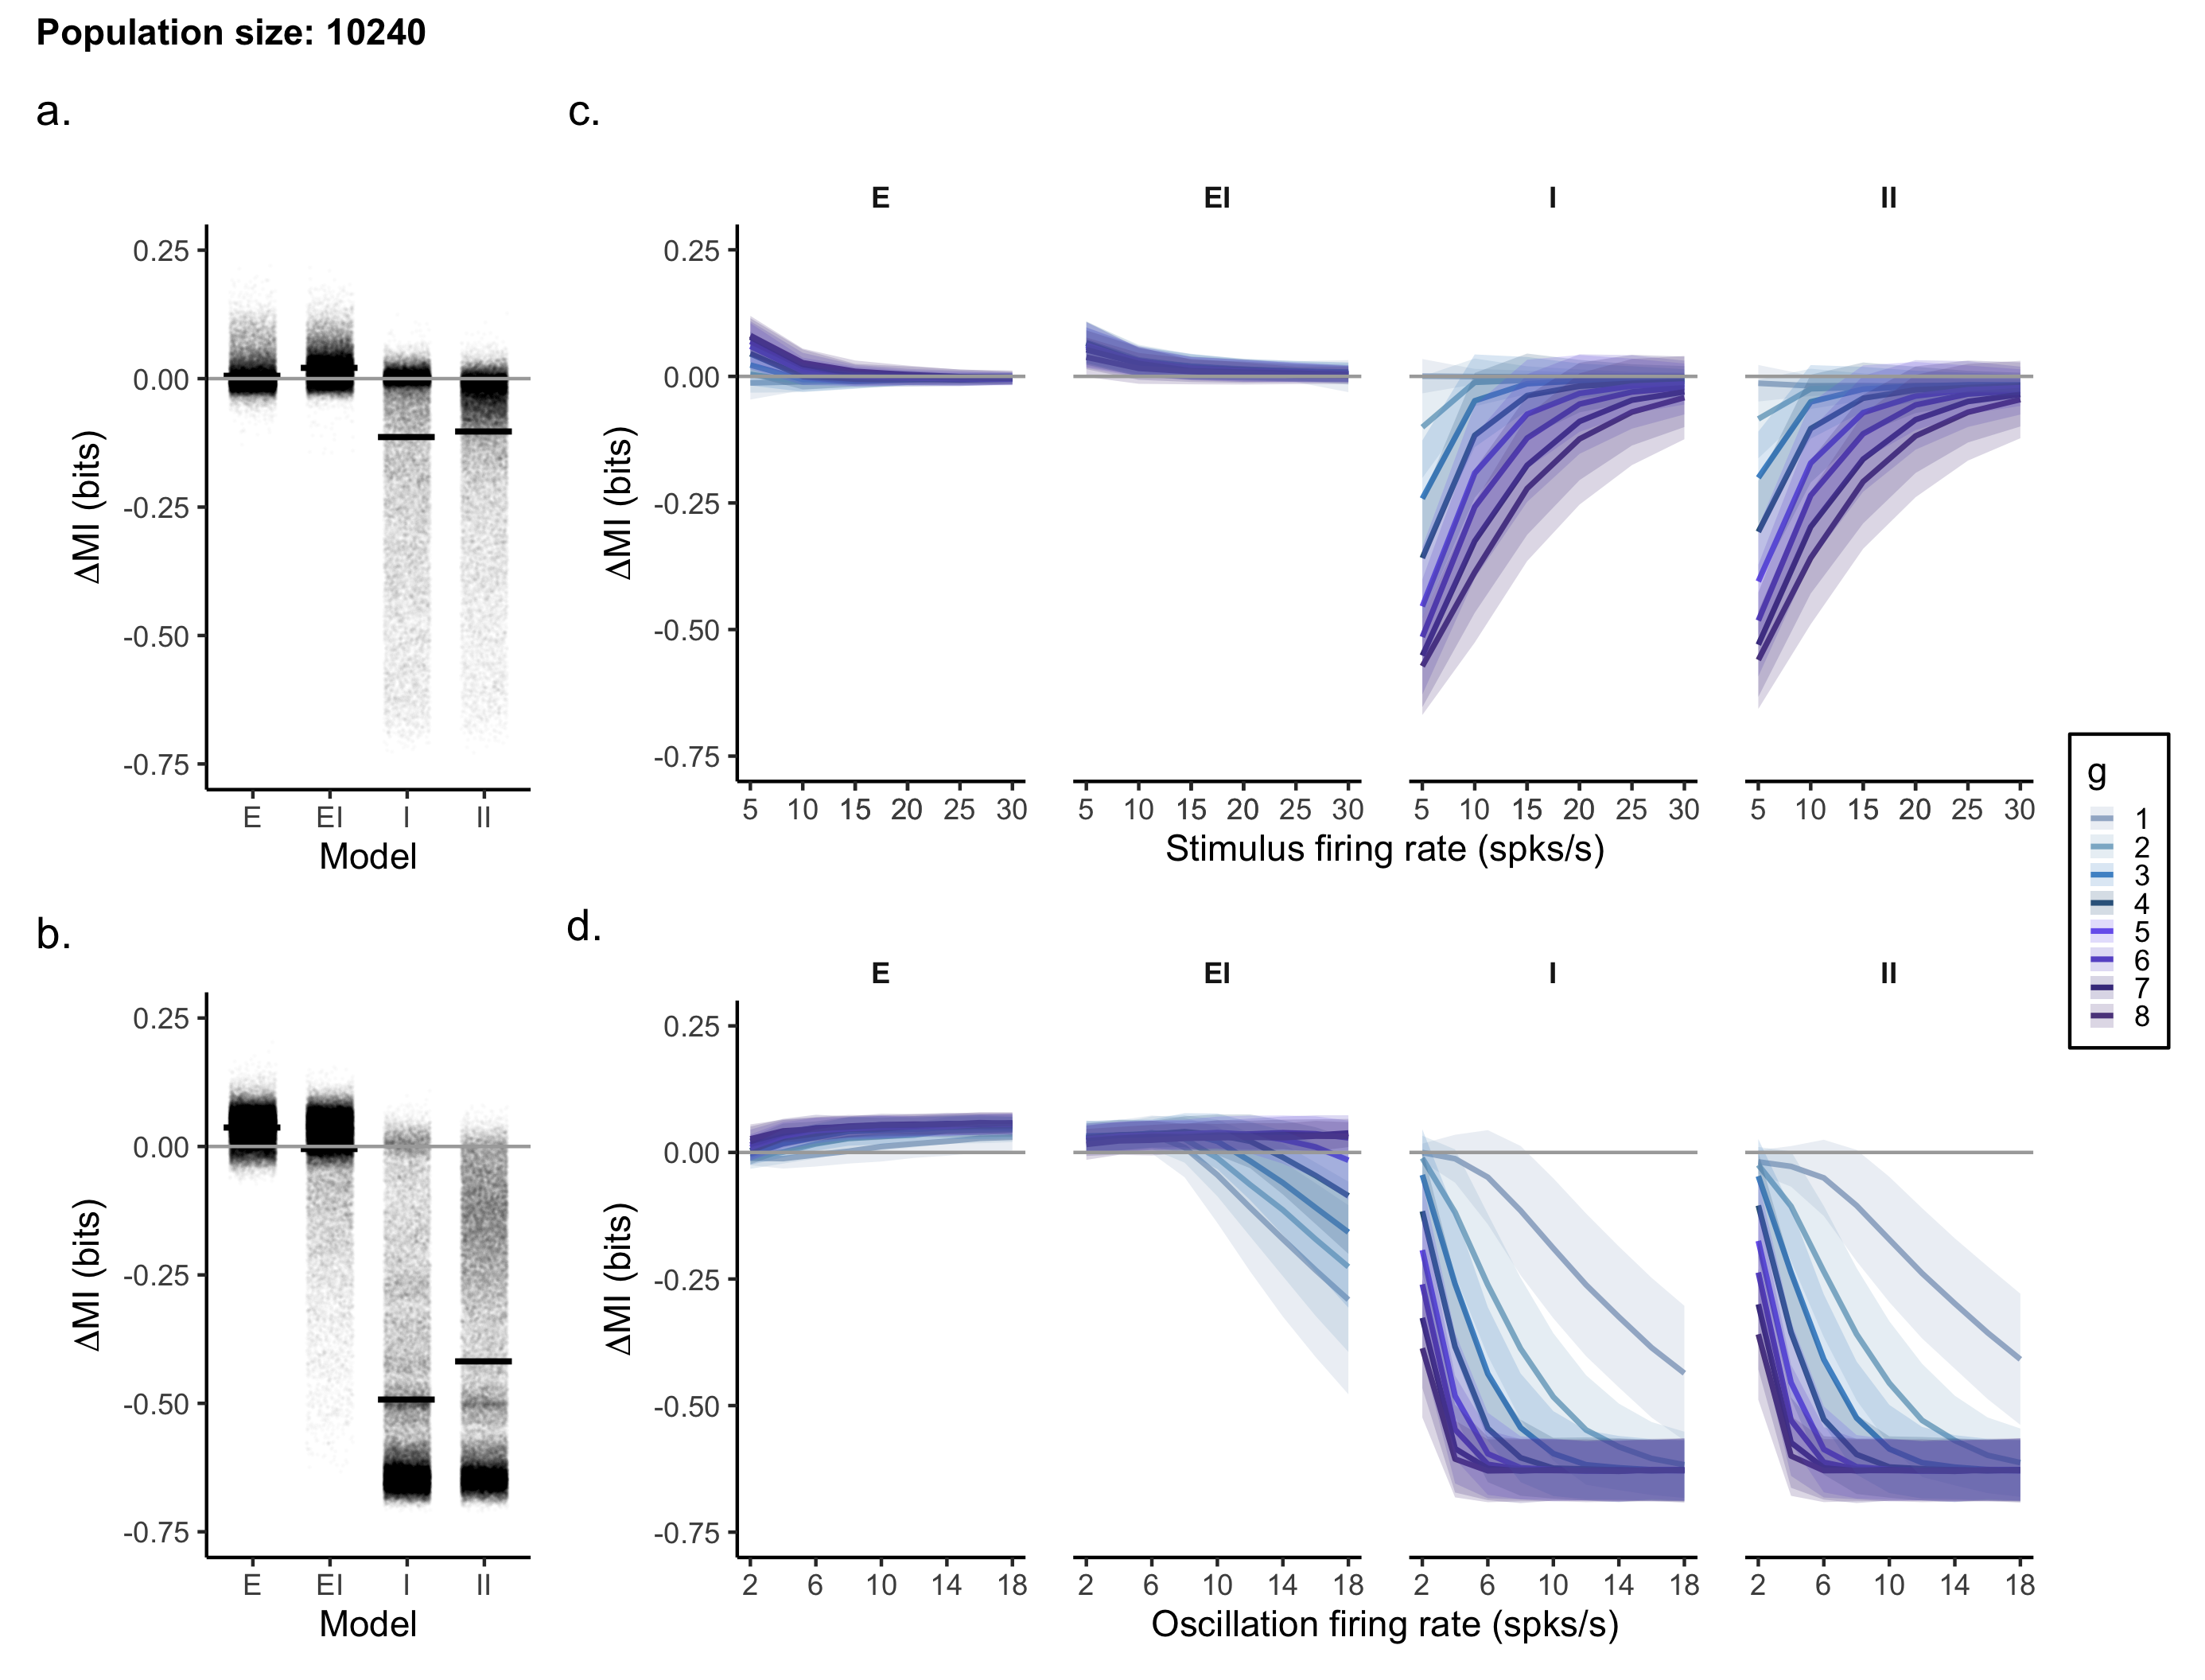 Population size: 10240
a.
0.25
0.00
-0.25
-0.50
-0.75
ΔMI (bits)
E EI I II
Model
c.
E EI I II
0.25
0.00
-0.25
-0.50
-0.75
ΔMI (bits)
5 10 15 20 25 30 5 10 15 20 25 30 5 10 15 20 25 30 5 10 15 20 25 30
Stimulus firing rate (spks/s)
b.
0.25
0.00
-0.25
-0.50
-0.75
ΔMI (bits)
E EI I II
Model
d.
E EI I II
0.25
0.00
-0.25
-0.50
-0.75
ΔMI (bits)
2 6 10 14 18 2 6 10 14 18 2 6 10 14 18 2 6 10 14 18
Oscillation firing rate (spks/s)
g
1
2
3
4
5
6
7
8